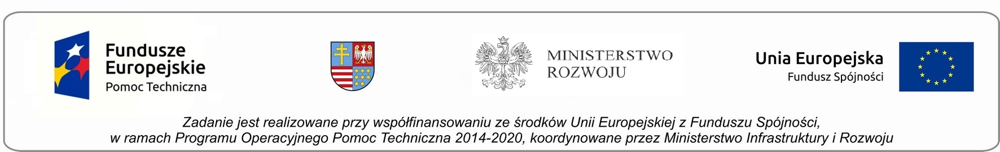 Fundusze
Europejskie
Pomoc Techniczna
MINISTERSTWO
ROZWOJU
Unia Europejska
Fundusz Spójności
Zadanie jest realizowane przy współfinansowaniu ze środków Unii Europejskiej z Funduszu Spójności,
w ramach Programu Operacyjnego Pomoc Techniczna 2014-2020, koordynowane przez Ministerstwo Infrastruktury i Rozwoju